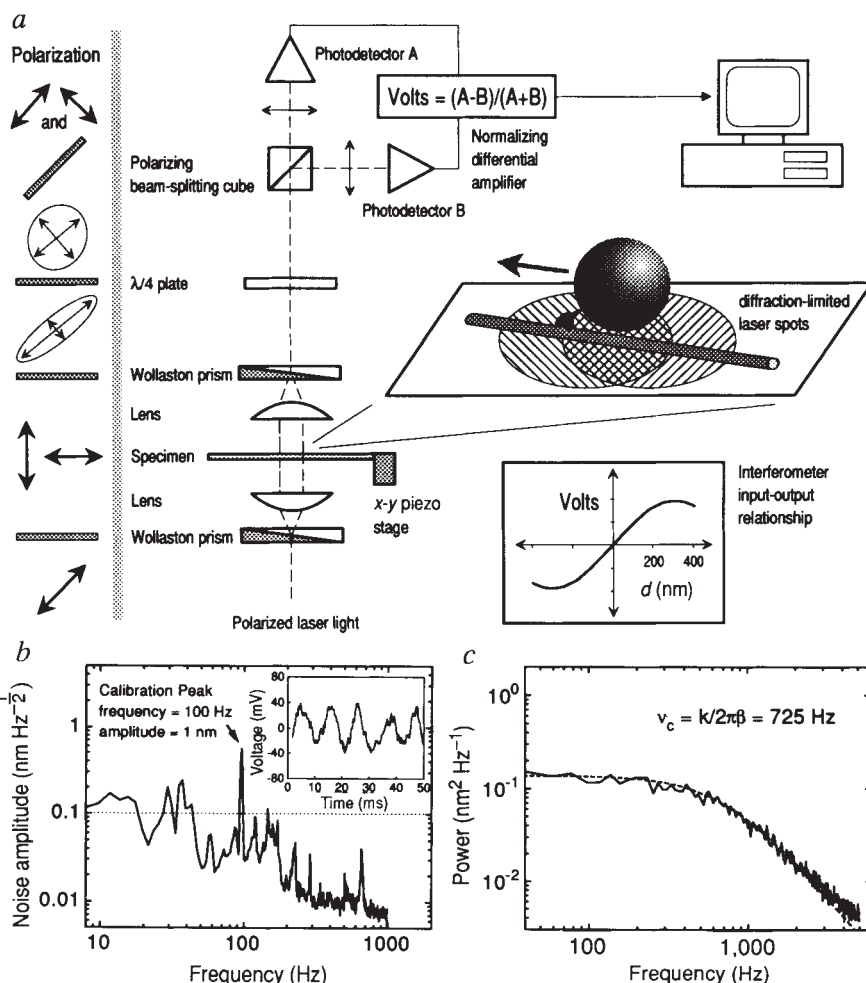 a
Polarization
and
Photodetector A
Volts = (A-B)/(A+B)
Normalizing
differential
amplifier
Polarizing
beam-splitting cube
Photodetector B
λ/4 plate
diffraction-limited
laser spots
Wollaston prism
Lens
Specimen
x-y piezo
stage
Lens
Wollaston prism
Polarized laser light
Interferometer
input-output
relationship
Volts
200 400
d (nm)
b
Noise amplitude (nm Hz^-1/2)
1
0.1
0.01
Calibration Peak
frequency = 100 Hz
amplitude = 1 nm
Voltage (mV)
80
40
0
-40
-80
0 10 20 30 40 50
Time (ms)
10 100 1000
Frequency (Hz)
c
Power (nm² Hz⁻¹)
10⁰
10⁻¹
10⁻²
νc = k/2πβ = 725 Hz
100 1,000
Frequency (Hz)